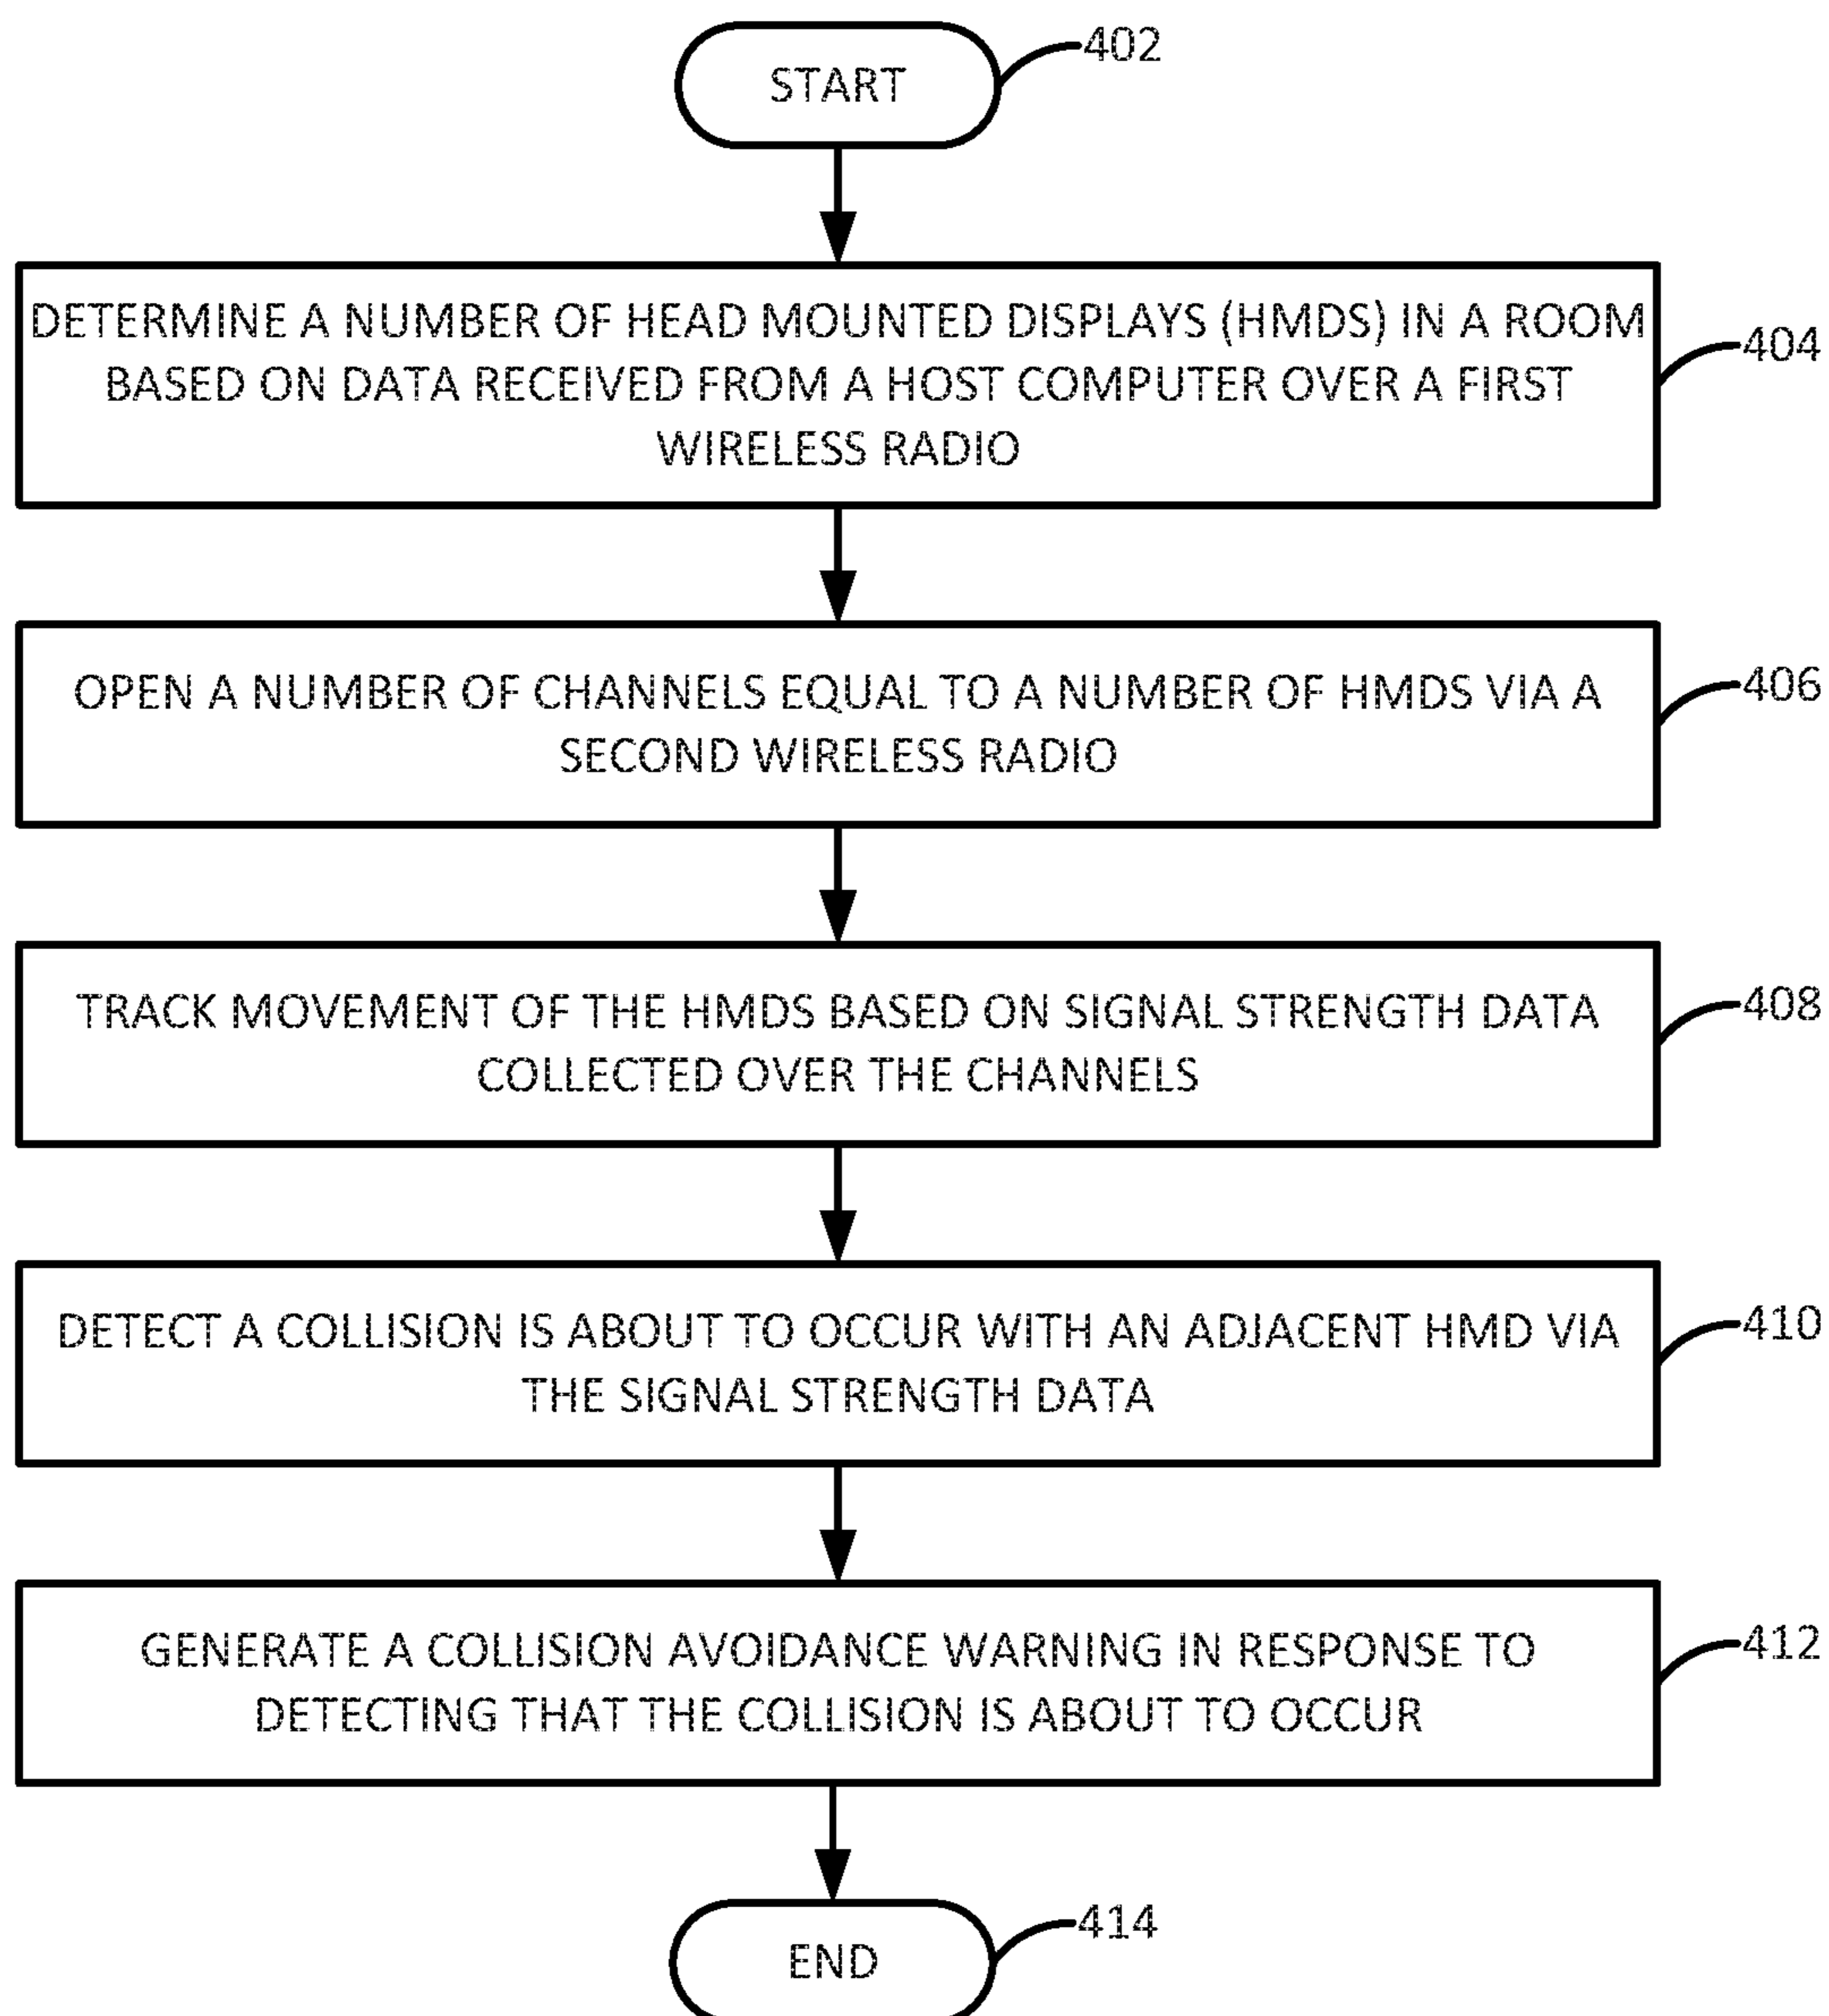 START
402
DETERMINE A NUMBER OF HEAD MOUNTED DISPLAYS (HMDS) IN A ROOM
BASED ON DATA RECEIVED FROM A HOST COMPUTER OVER A FIRST
WIRELESS RADIO
404
OPEN A NUMBER OF CHANNELS EQUAL TO A NUMBER OF HMDS VIA A
SECOND WIRELESS RADIO
406
TRACK MOVEMENT OF THE HMDS BASED ON SIGNAL STRENGTH DATA
COLLECTED OVER THE CHANNELS
408
DETECT A COLLISION IS ABOUT TO OCCUR WITH AN ADJACENT HMD VIA
THE SIGNAL STRENGTH DATA
410
GENERATE A COLLISION AVOIDANCE WARNING IN RESPONSE TO
DETECTING THAT THE COLLISION IS ABOUT TO OCCUR
412
END
414